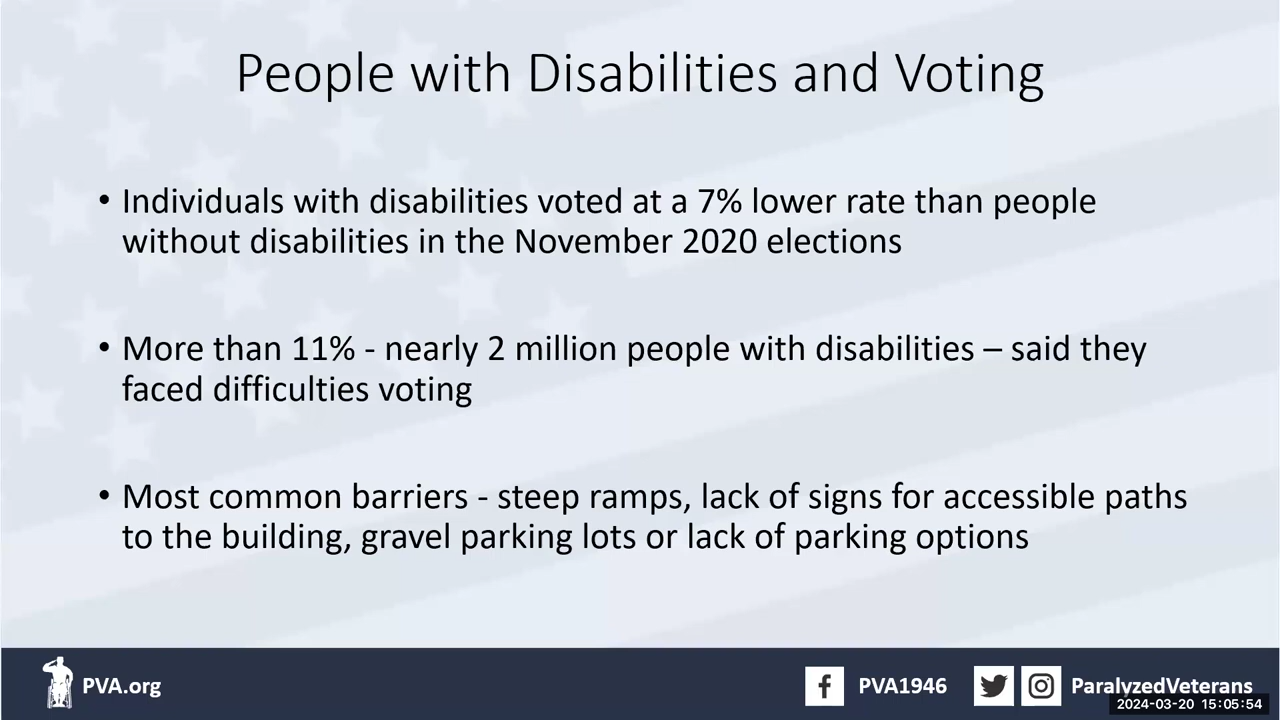 People with Disabilities and Voting
• Individuals with disabilities voted at a 7% lower rate than people
without disabilities in the November 2020 elections
• More than 11% - nearly 2 million people with disabilities – said they
faced difficulties voting
• Most common barriers - steep ramps, lack of signs for accessible paths
to the building, gravel parking lots or lack of parking options
PVA.org
PVA1946
ParalyzedVeterans
2024-03-20 15:05:54